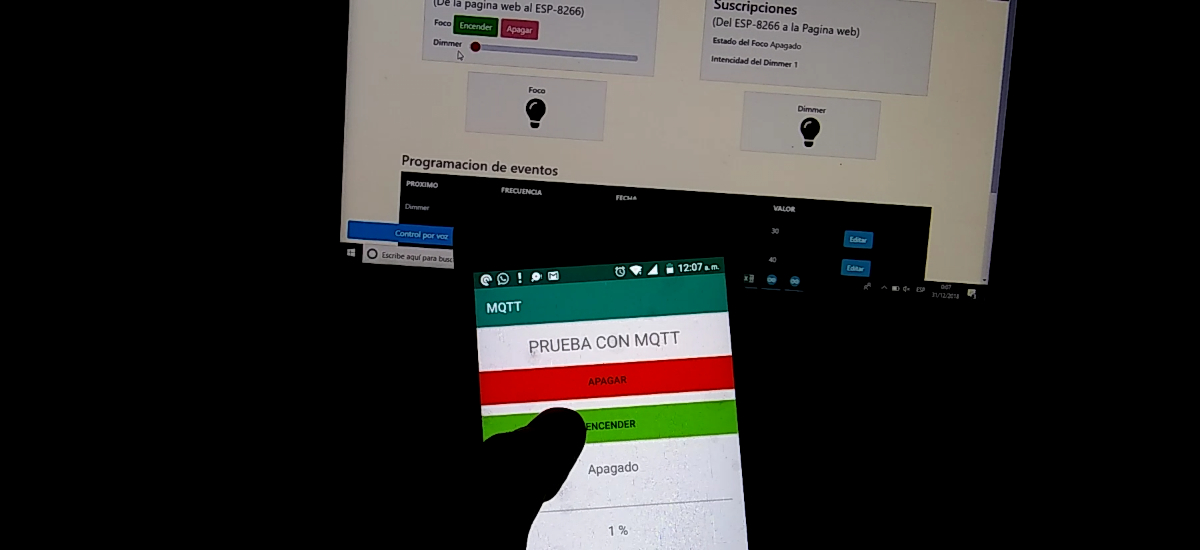 (De la pagina web al ESP-8266)
Foco Encender Apagar
Dimmer
Foco
Suscripciones
(Del ESP-8266 a la Pagina web)
Estado del Foco Apagado
Intencidad del Dimmer 1
Dimmer
Programacion de eventos
PROXIMO FRECUENCIA FECHA VALOR
Dimmer 30 Editar
40 Editar
Control por voz
Escribe aquí para busc
ESP 0:07
31/12/2018
12:07 a. m.
MQTT
PRUEBA CON MQTT
APAGAR
ENCENDER
Apagado
1 %